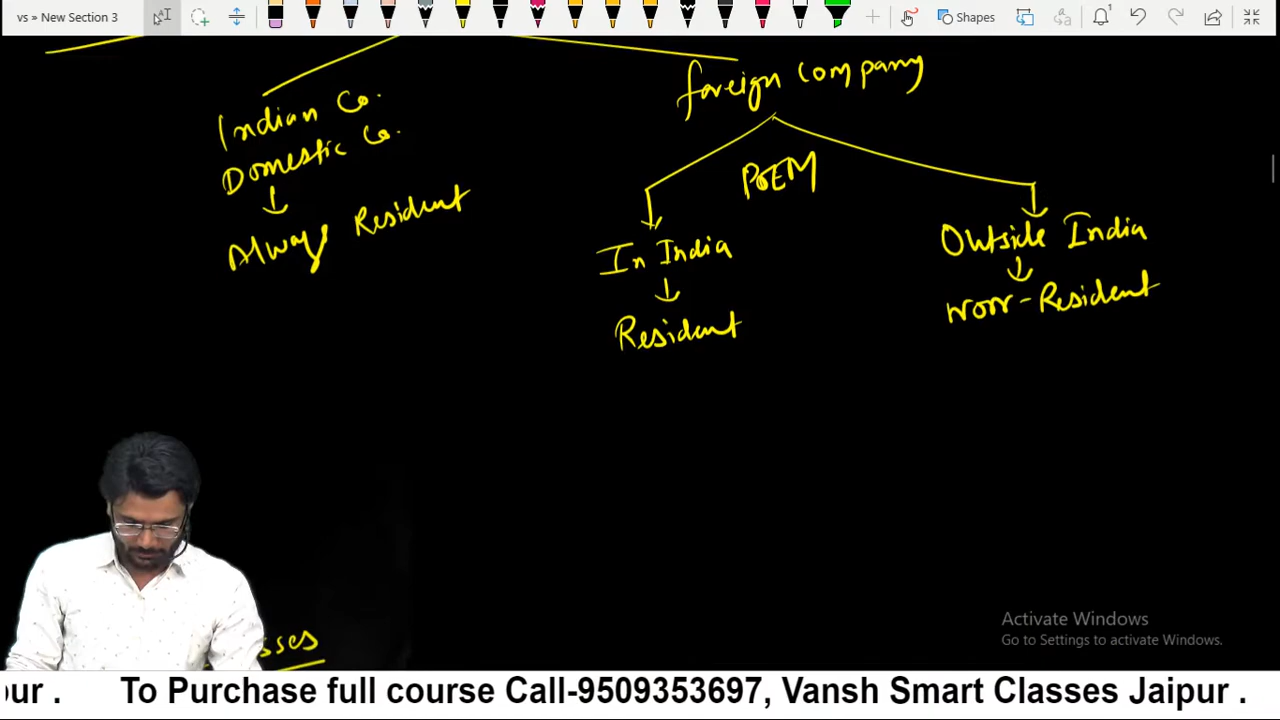 vs » New Section 3
Shapes
foreign Company
Indian Co.
Domestic Co.
Always Resident
POEM
In India
Resident
Outside India
Non-Resident
sses
Activate Windows
Go to Settings to activate Windows.
our . To Purchase full course Call-9509353697, Vansh Smart Classes Jaipur .